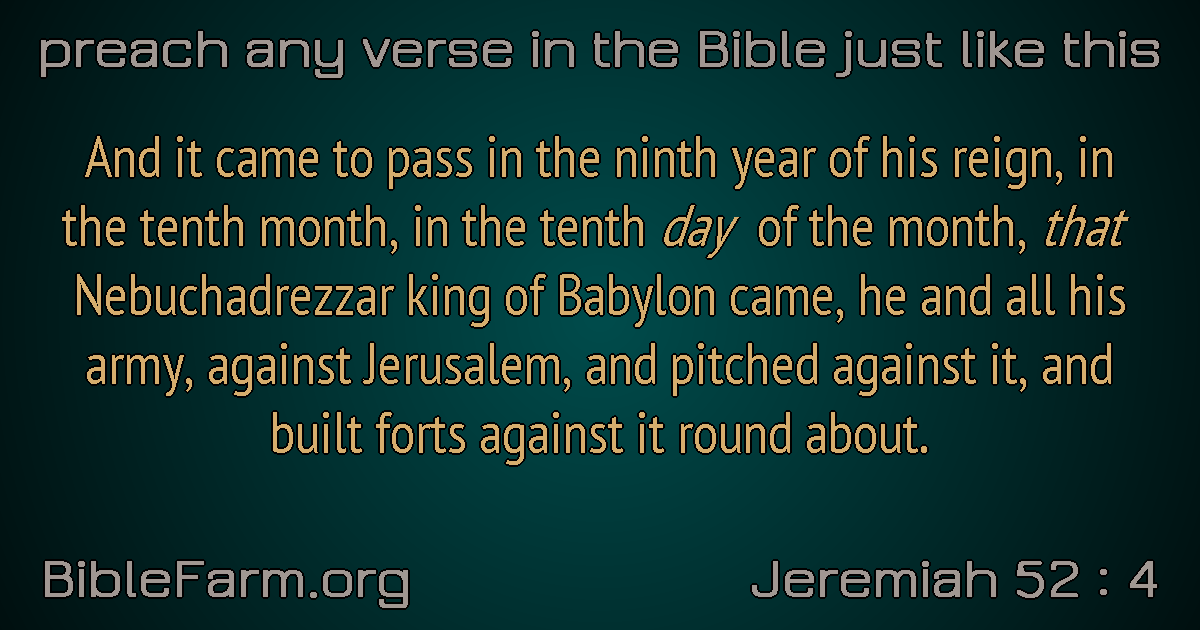 preach any verse in the Bible just like this
And it came to pass in the ninth year of his reign, in
the tenth month, in the tenth day of the month, that
Nebuchadrezzar king of Babylon came, he and all his
army, against Jerusalem, and pitched against it, and
built forts against it round about.
BibleFarm.org
Jeremiah 52 : 4